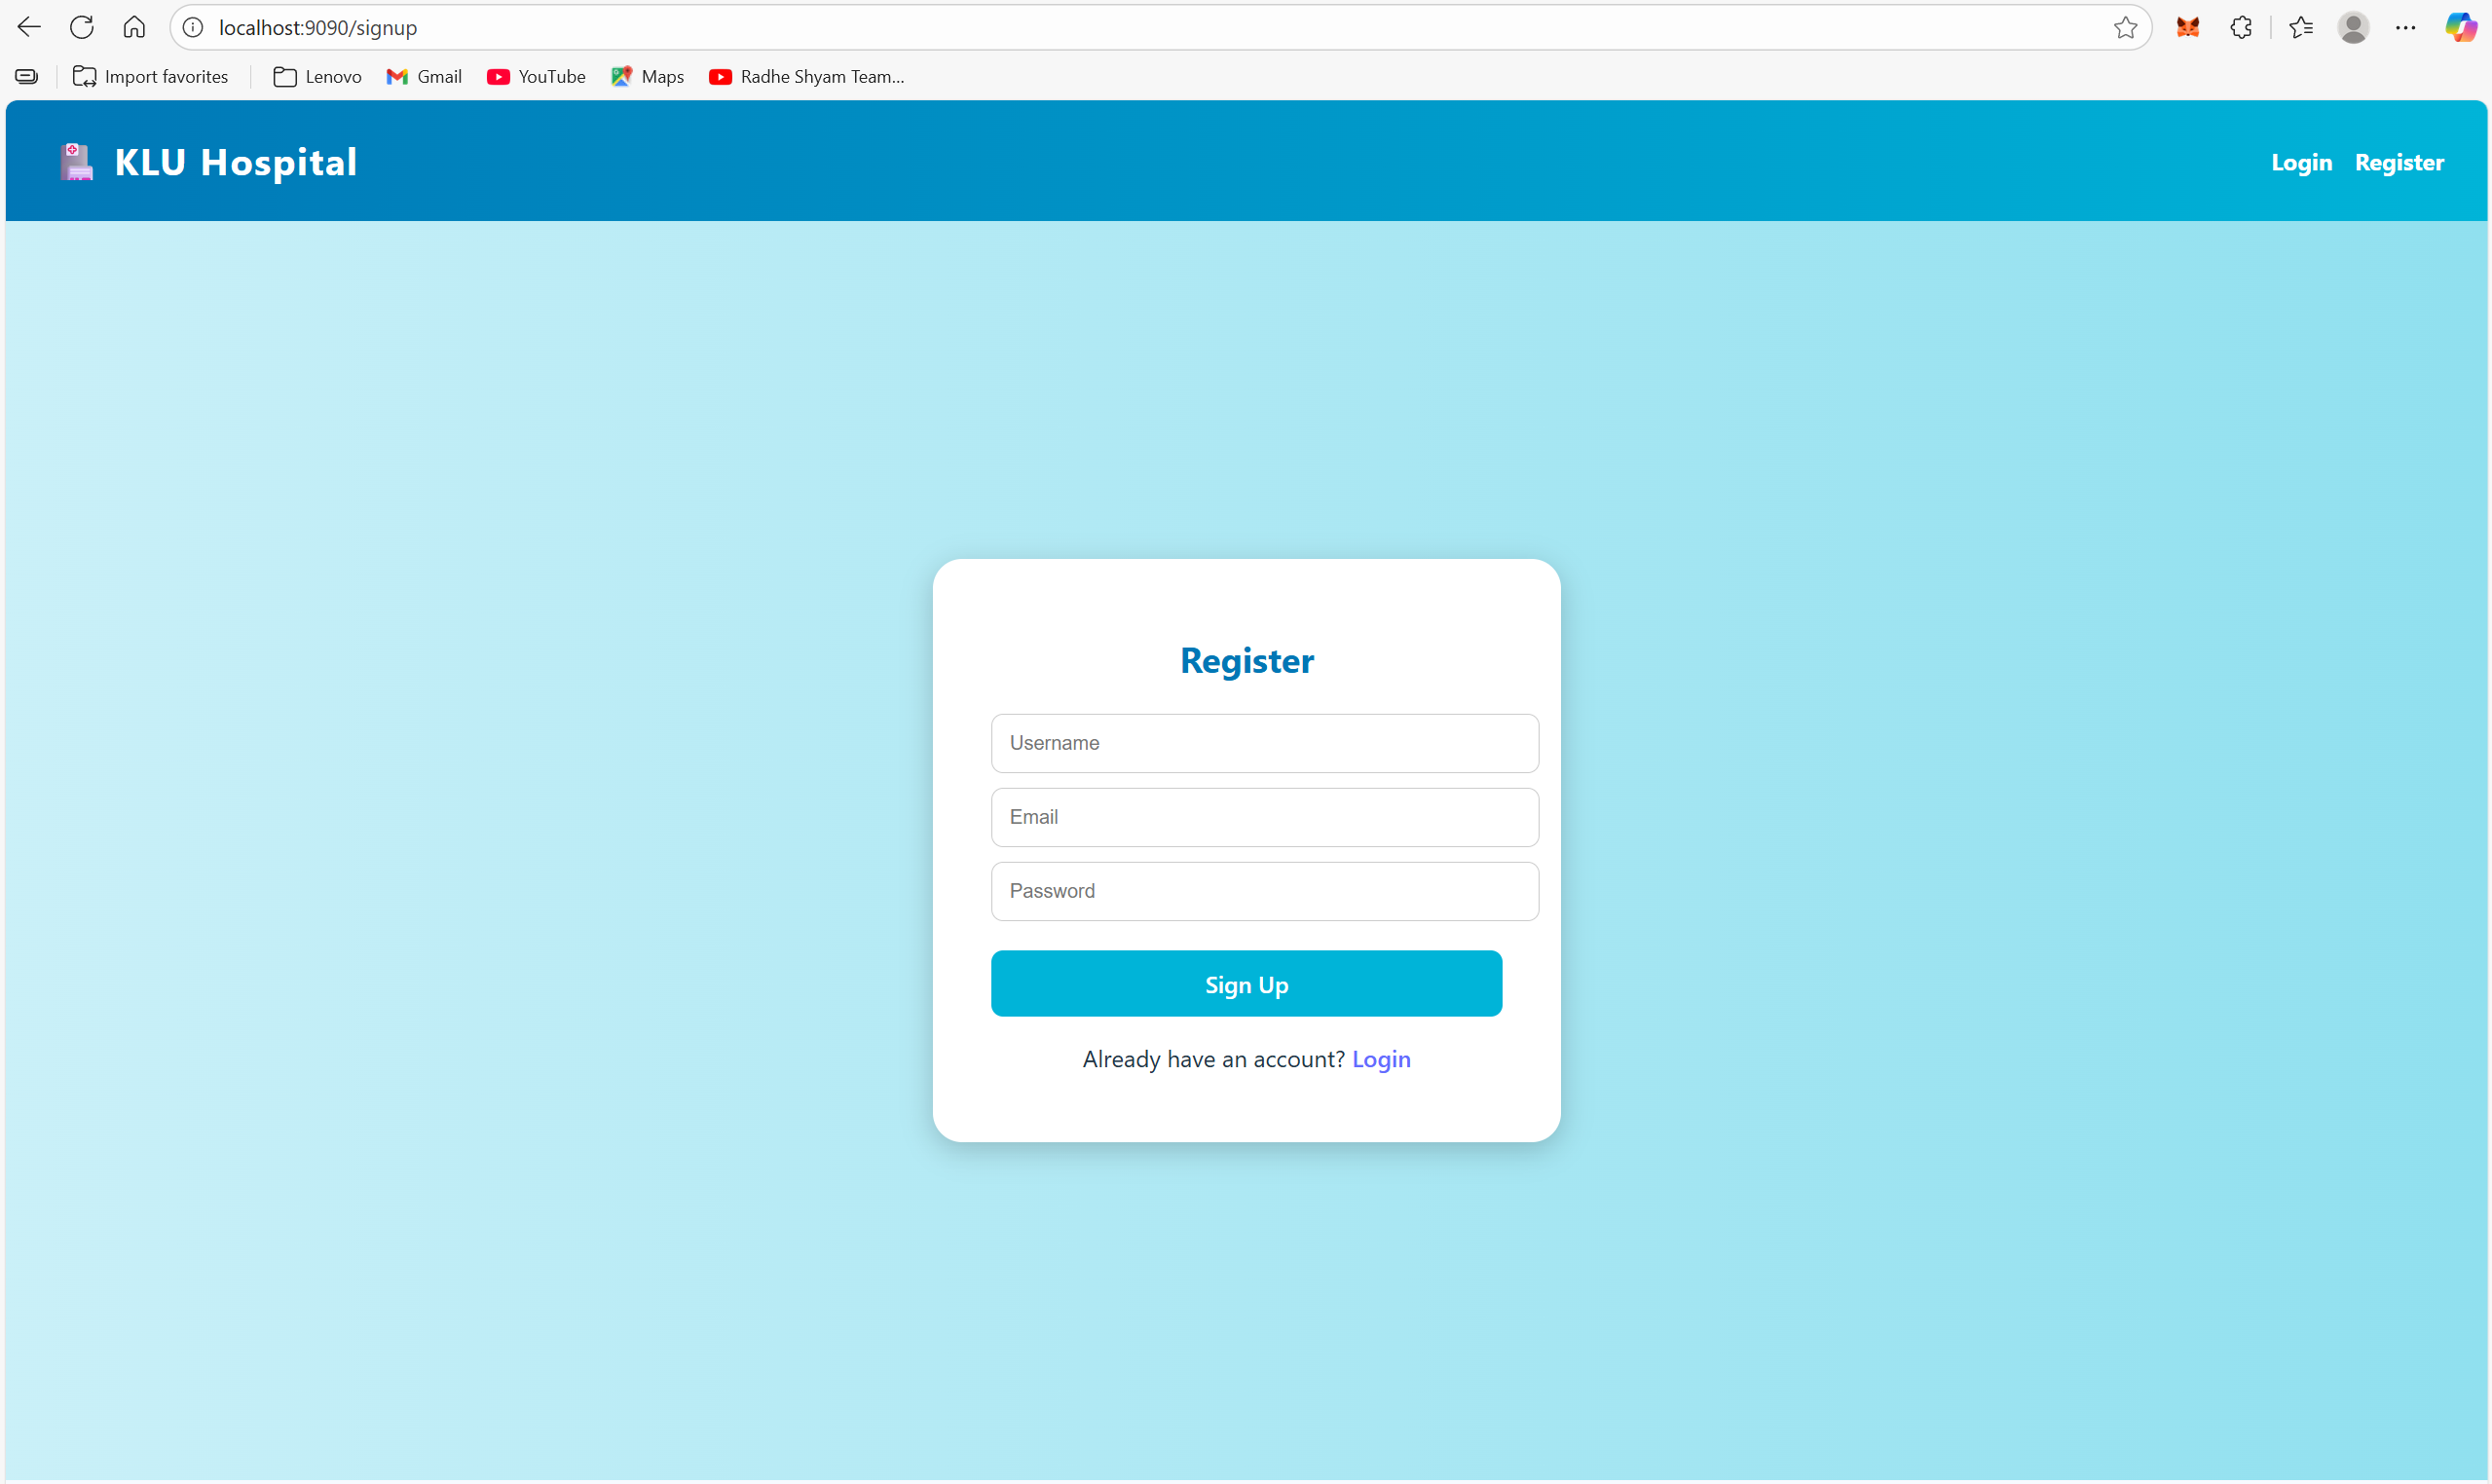 localhost:9090/signup
Import favorites Lenovo Gmail YouTube Maps Radhe Shyam Team...
KLU Hospital Login Register
Register
Username
Email
Password
Sign Up
Already have an account? Login